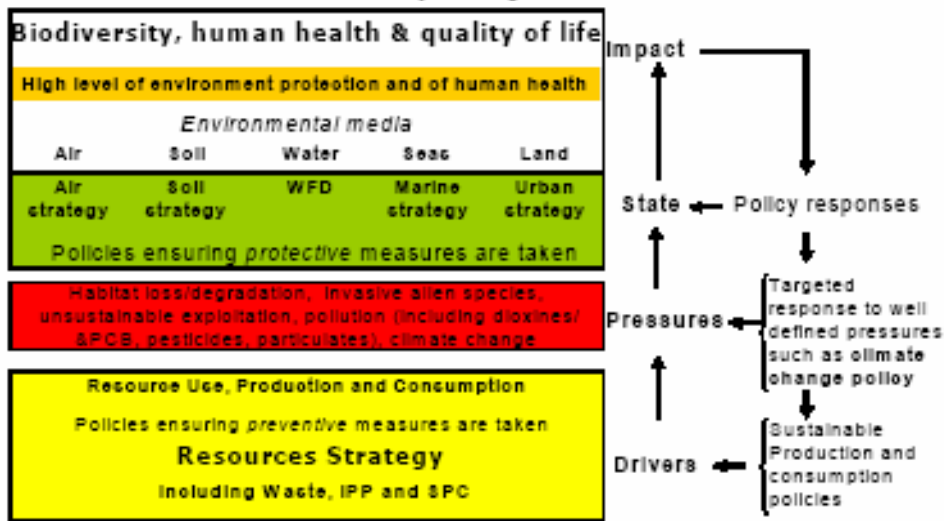 Biodiversity, human health & quality of life
High level of environment protection and of human health
Environmental media
Air Soil Water Seas Land
Air strategy Soil strategy WFD Marine strategy Urban strategy
Policies ensuring protective measures are taken
Habitat loss/degradation, invasive alien species,
unsustainable exploitation, pollution (including dioxines/
&PCB, pesticides, particulates), climate change
Resource Use, Production and Consumption
Policies ensuring preventive measures are taken
Resources Strategy
Including Waste, IPP and SPC
Impact
State
Policy responses
Pressures
Targeted
response to well
defined pressures
such as climate
change policy
Drivers
Sustainable
Production and
consumption
policies